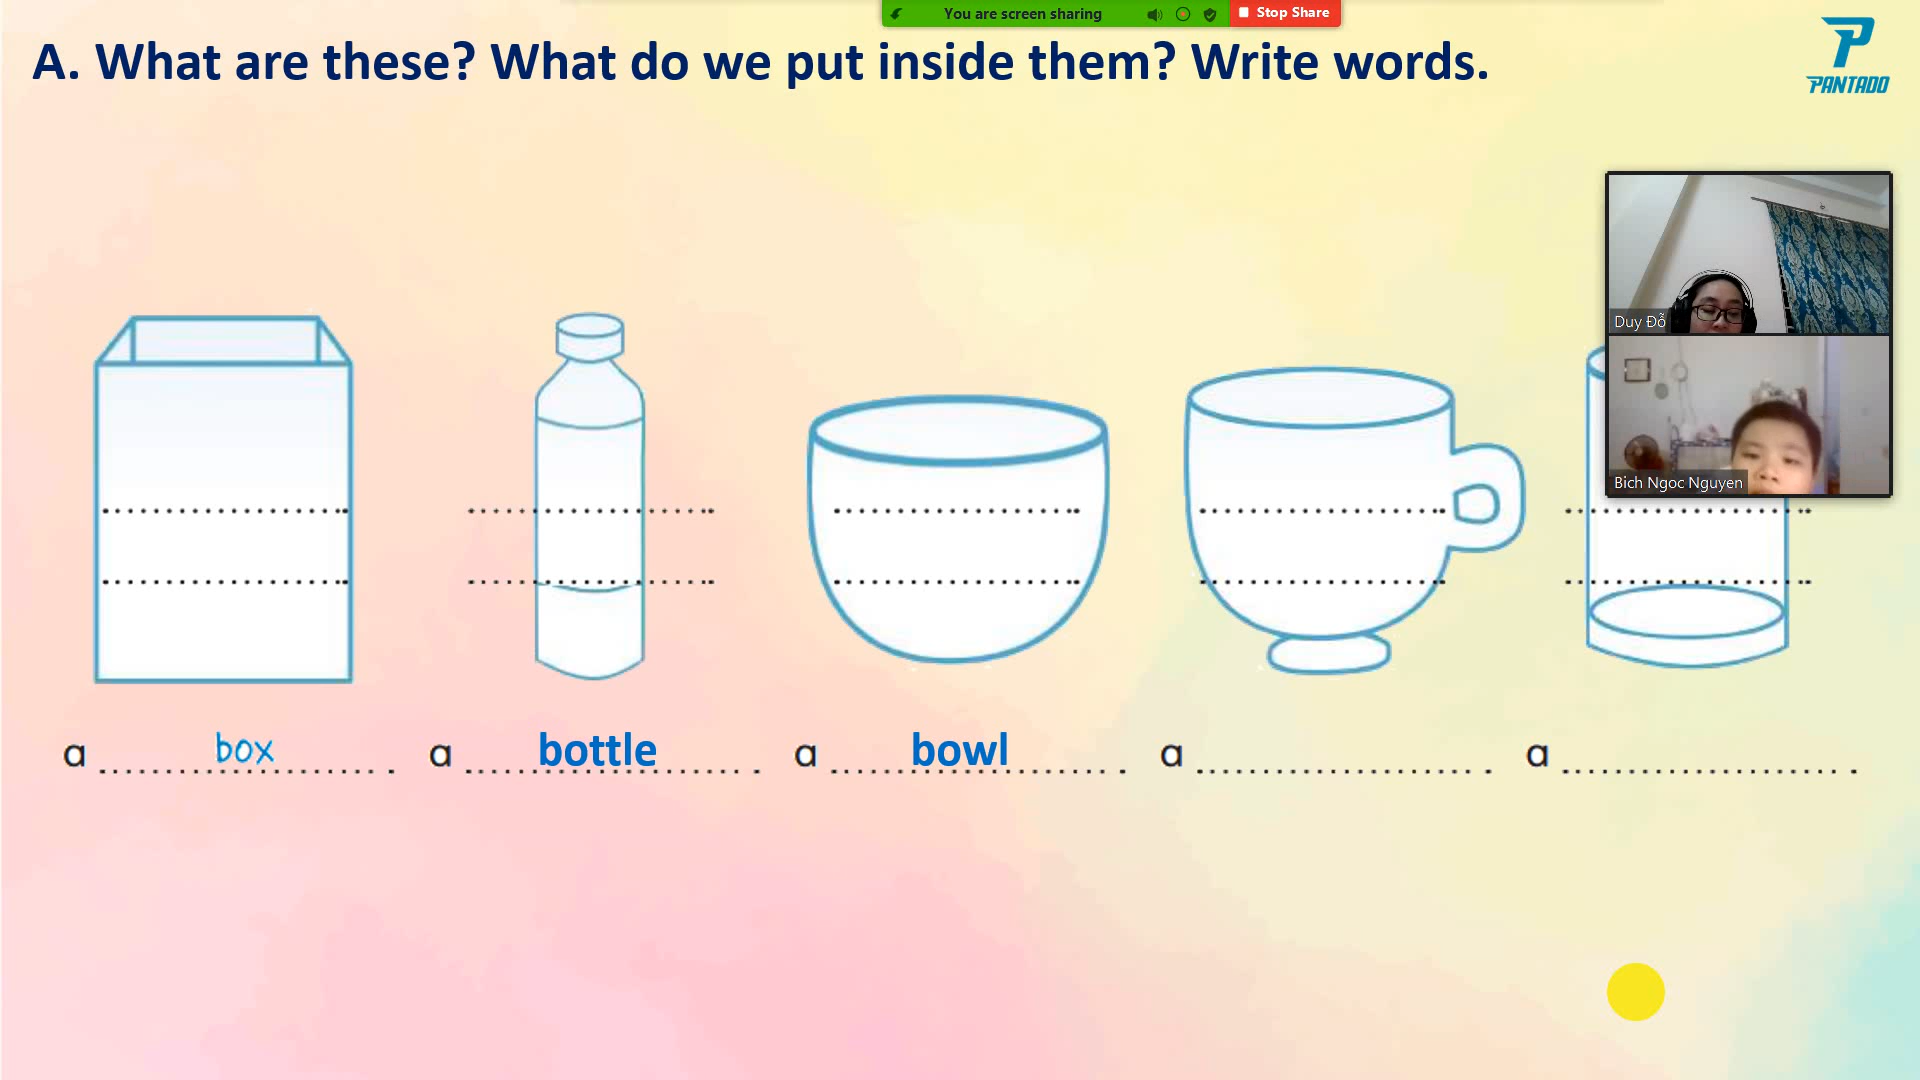 You are screen sharing
Stop Share
A. What are these? What do we put inside them? Write words.
PANTADO
Duy Đỗ
Bich Ngoc Nguyen
a box
a bottle
a bowl
a
a